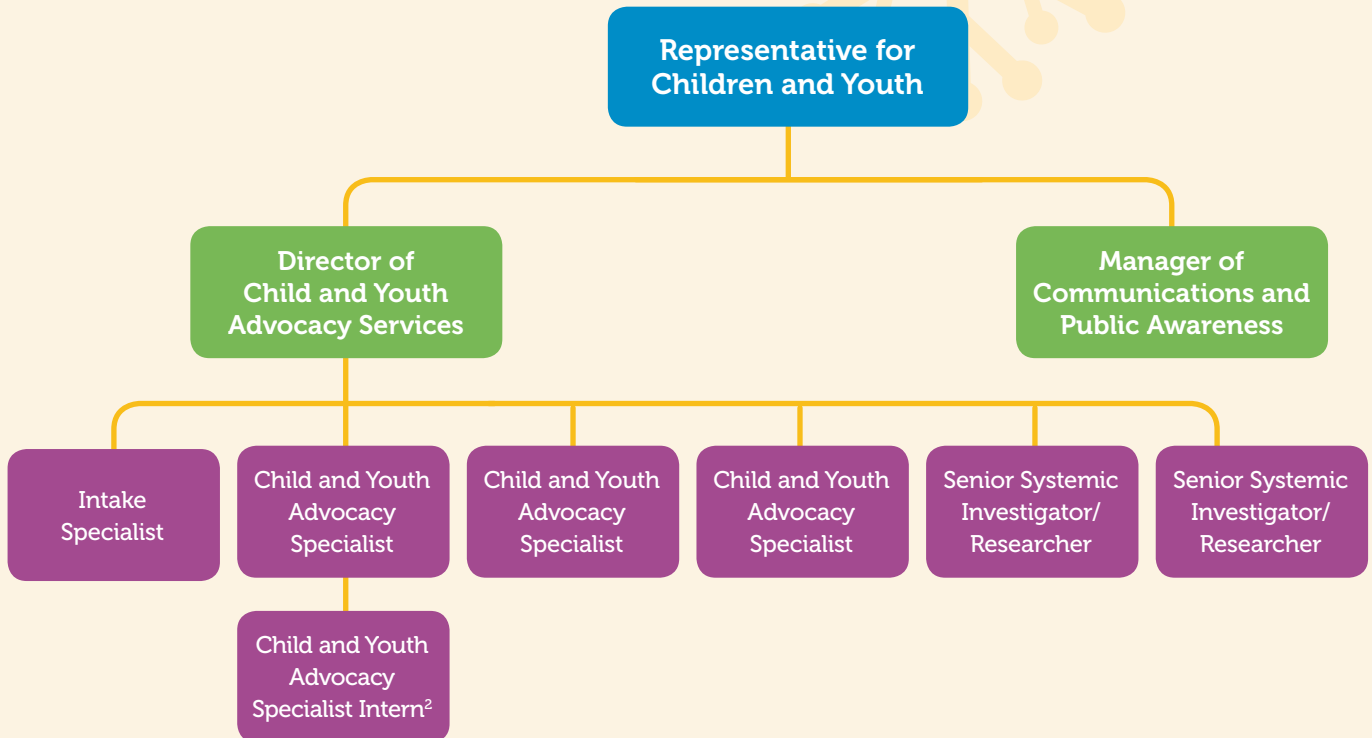 Representative for
Children and Youth
Director of
Child and Youth
Advocacy Services
Manager of
Communications and
Public Awareness
Intake
Specialist
Child and Youth
Advocacy
Specialist
Child and Youth
Advocacy
Specialist
Child and Youth
Advocacy
Specialist
Senior Systemic
Investigator/
Researcher
Senior Systemic
Investigator/
Researcher
Child and Youth
Advocacy
Specialist Intern²